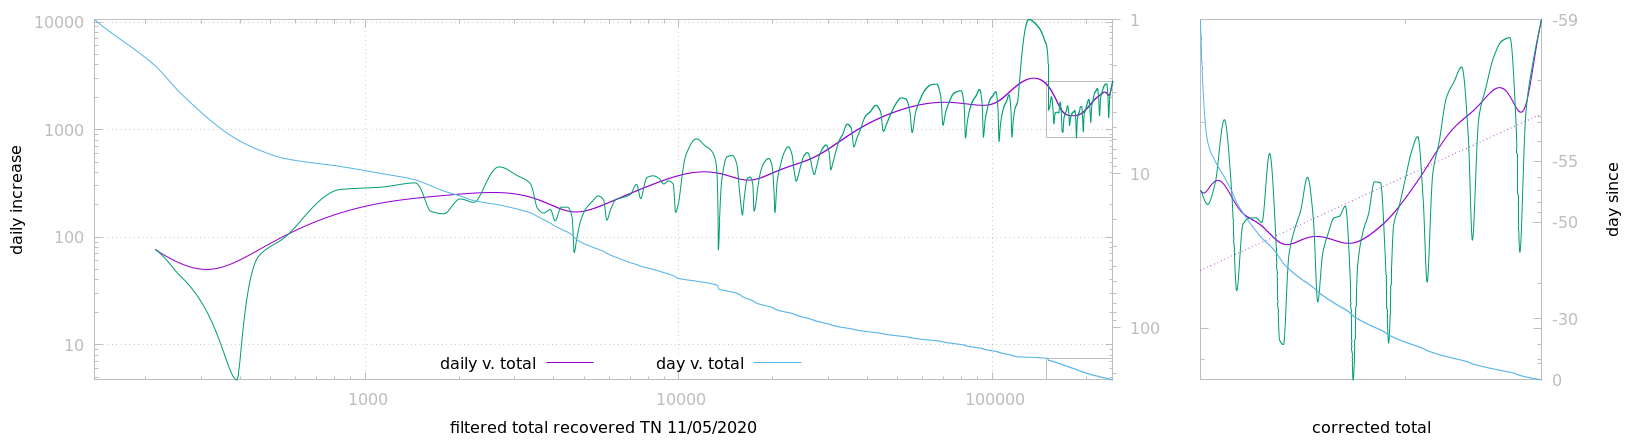 10000
1000
100
10
daily increase
1000
10000
100000
1
10
100
daily v. total
day v. total
filtered total recovered TN 11/05/2020
-59
-55
-50
-30
0
day since
corrected total